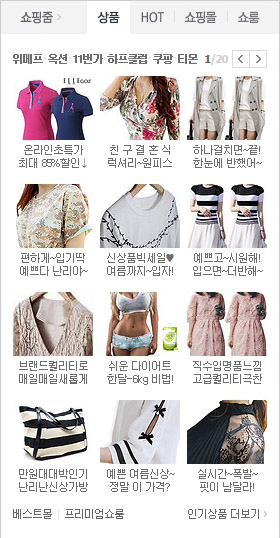 쇼핑줌 > 상품 HOT 쇼핑몰 쇼룸
위메프·옥션·11번가·하프클럽·쿠팡·티몬 1/20 < >
온라인초특가 친 구 결 혼 식 하나걸치면~끝!
최대 85%할인↓ 럭셔리~원피스 한눈에 반했어~
편하게~입기딱 신상품빅세일♥ 예쁘고~시원해!
예쁘다 난리야~ 여름까지~입자! 입으면~더반해~
브랜드퀄리티로 쉬운 다이어트 직수입명품느낌
매일매일새롭게 한달-6kg 비법! 고급퀄리티극찬
만원대대박인기 예쁜 여름신상~ 실시간~폭발~
난리난신상가방 정말 이 가격? 핏이 남달라!
베스트몰 프리미엄쇼룸 인기상품 더보기 >